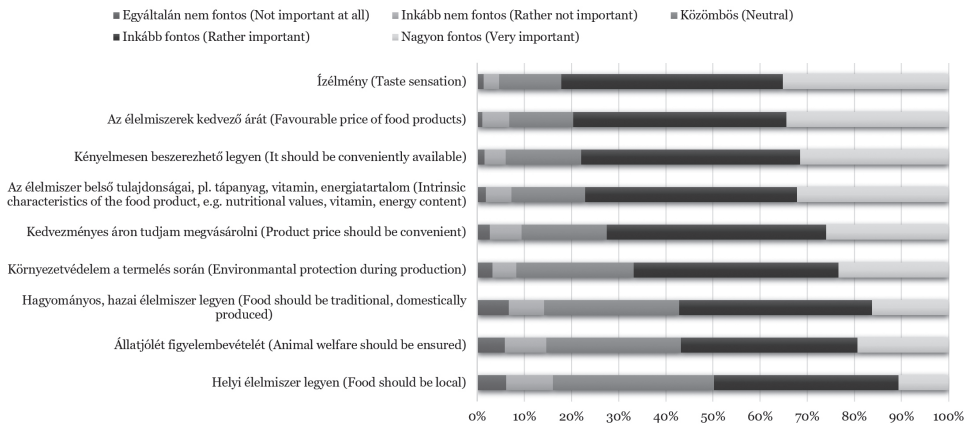 Egyáltalán nem fontos (Not important at all) Inkább nem fontos (Rather not important) Közömbös (Neutral)
Inkább fontos (Rather important) Nagyon fontos (Very important)
Ízélmény (Taste sensation)
Az élelmiszerek kedvező árát (Favourable price of food products)
Kényelmesen beszerezhető legyen (It should be conveniently available)
Az élelmiszer belső tulajdonságai, pl. tápanyag, vitamin, energiatartalom (Intrinsic
characteristics of the food product, e.g. nutritional values, vitamin, energy content)
Kedvezményes áron tudjam megvásárolni (Product price should be convenient)
Környezetvédelem a termelés során (Environmantal protection during production)
Hagyományos, hazai élelmiszer legyen (Food should be traditional, domestically
produced)
Állatjólét figyelembevételét (Animal welfare should be ensured)
Helyi élelmiszer legyen (Food should be local)
0% 10% 20% 30% 40% 50% 60% 70% 80% 90% 100%